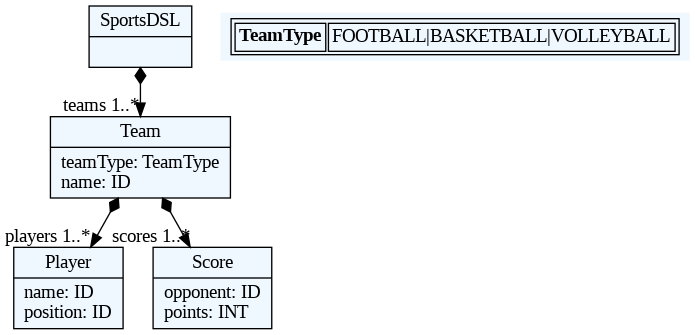 SportsDSL
TeamType FOOTBALL|BASKETBALL|VOLLEYBALL
teams 1..*
Team
teamType: TeamType
name: ID
players 1..*
scores 1..*
Player
name: ID
position: ID
Score
opponent: ID
points: INT